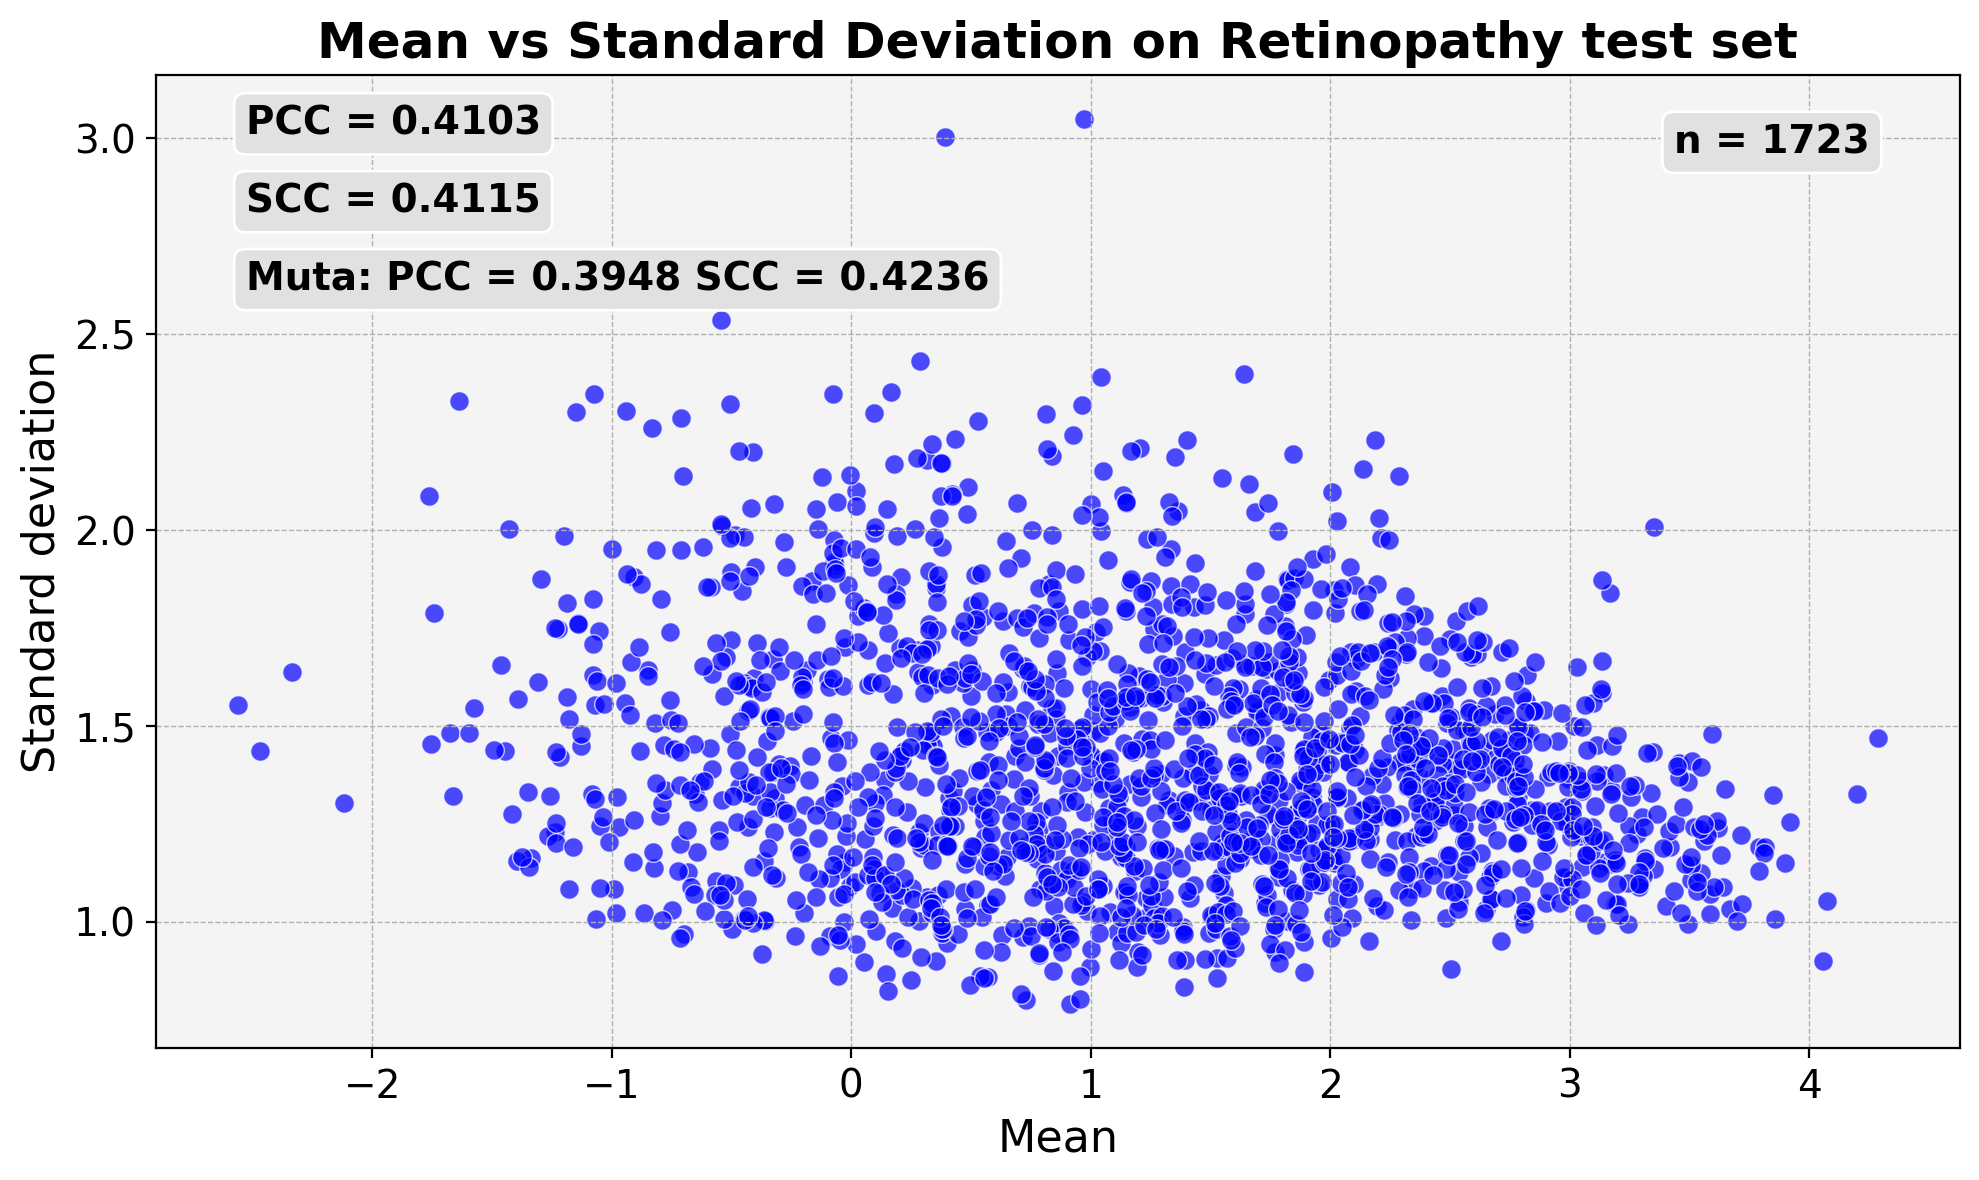 Mean vs Standard Deviation on Retinopathy test set
PCC = 0.4103
n = 1723
SCC = 0.4115
Muta: PCC = 0.3948 SCC = 0.4236
3.0
2.5
2.0
1.5
1.0
Standard deviation
−2 −1 0 1 2 3 4
Mean